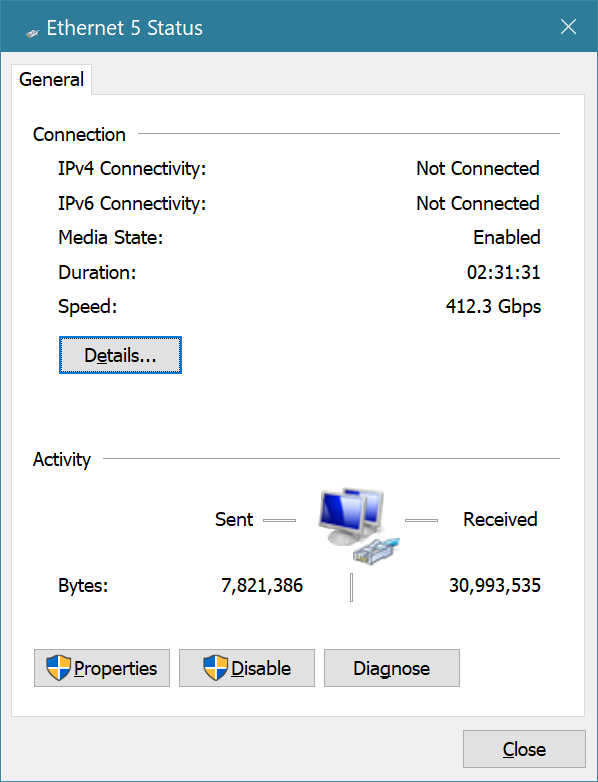 Ethernet 5 Status
General
Connection
IPv4 Connectivity: Not Connected
IPv6 Connectivity: Not Connected
Media State: Enabled
Duration: 02:31:31
Speed: 412.3 Gbps
Details...
Activity
Sent Received
Bytes: 7,821,386 30,993,535
Properties Disable Diagnose
Close